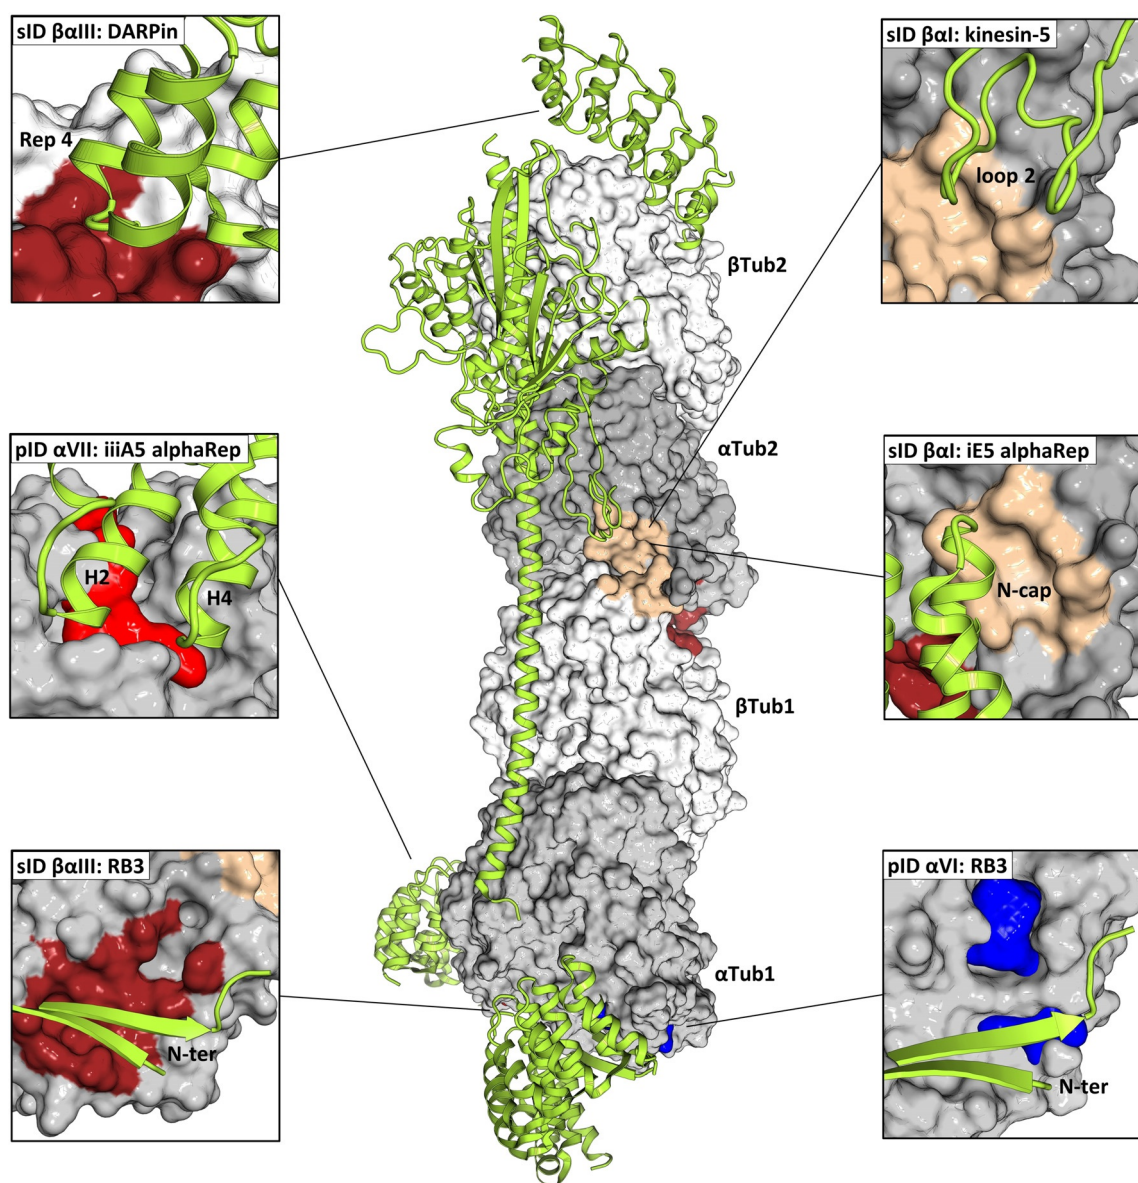 sID βαIII: DARPin
Rep 4
sID βαI: kinesin-5
loop 2
βTub2
αTub2
pID αVII: iiiA5 alphaRep
H2
H4
sID βαI: iE5 alphaRep
N-cap
βTub1
αTub1
sID βαIII: RB3
N-ter
pID αVI: RB3
N-ter